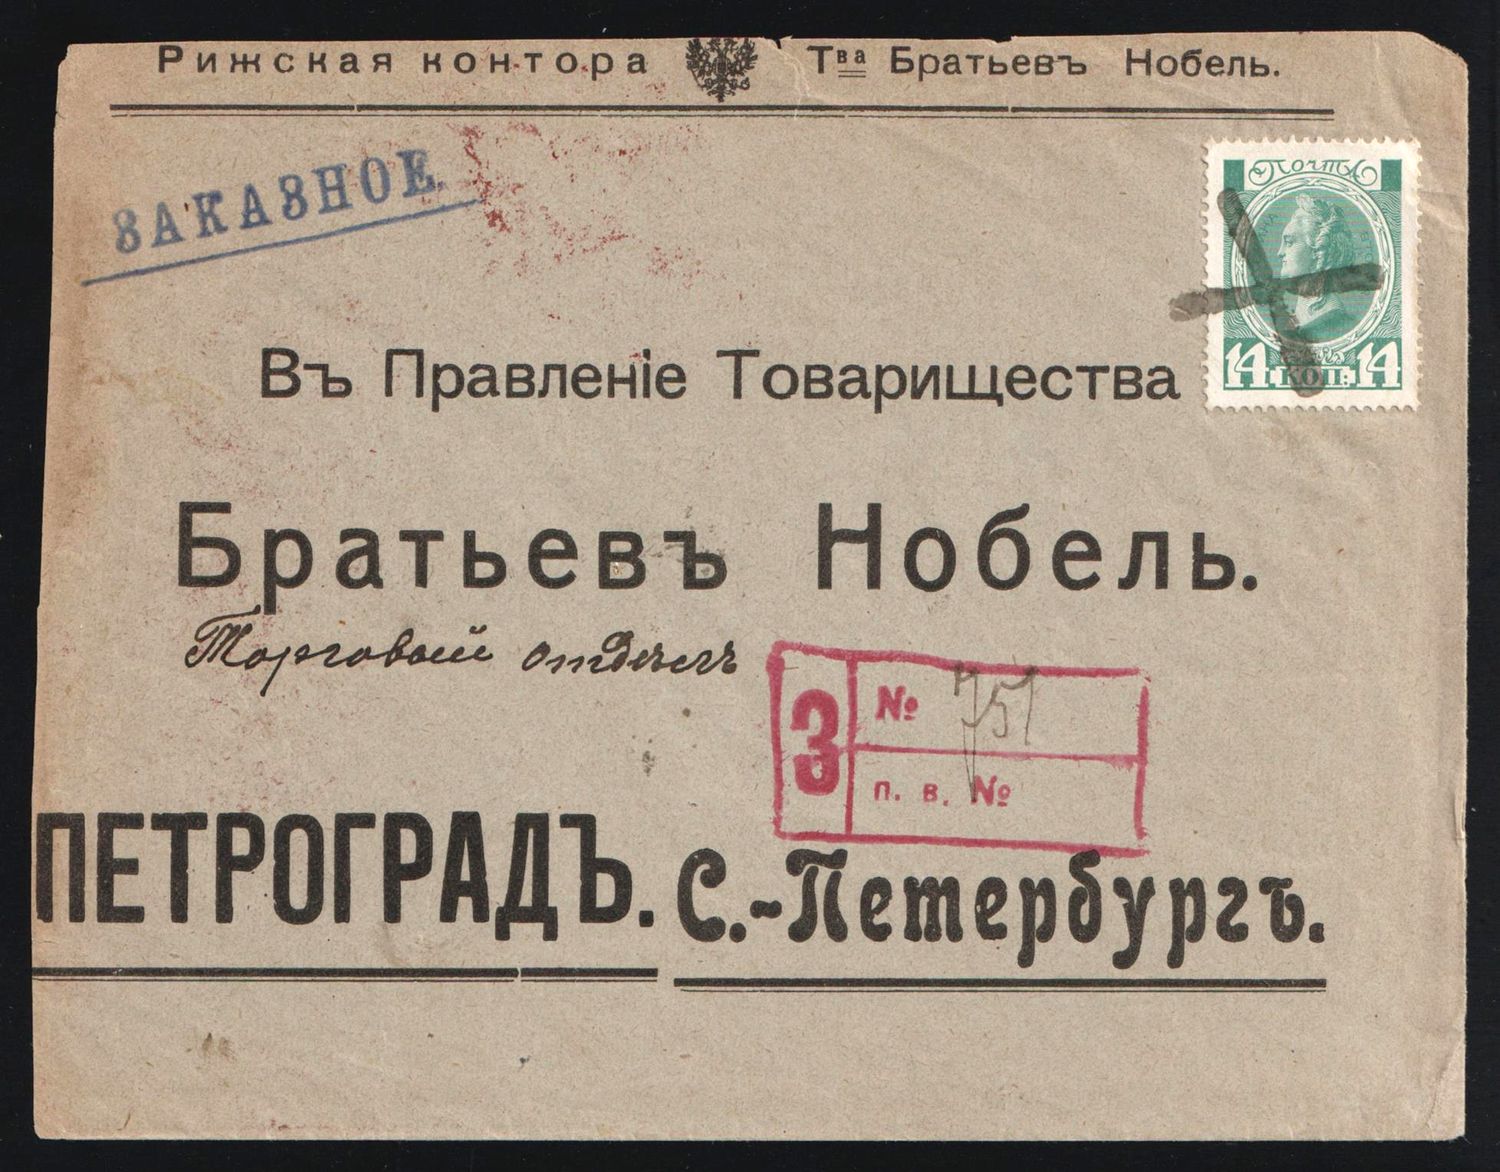 Рижская контора Тва Братьевъ Нобель.
ЗАКАЗНОЕ
ПОЧТА
14 КОП. 14
Въ Правленіе Товарищества
Братьевъ Нобель.
Торговый отдѣлъ
З
№ 751
п. в. №
ПЕТРОГРАДЪ. С.-Петербургъ.